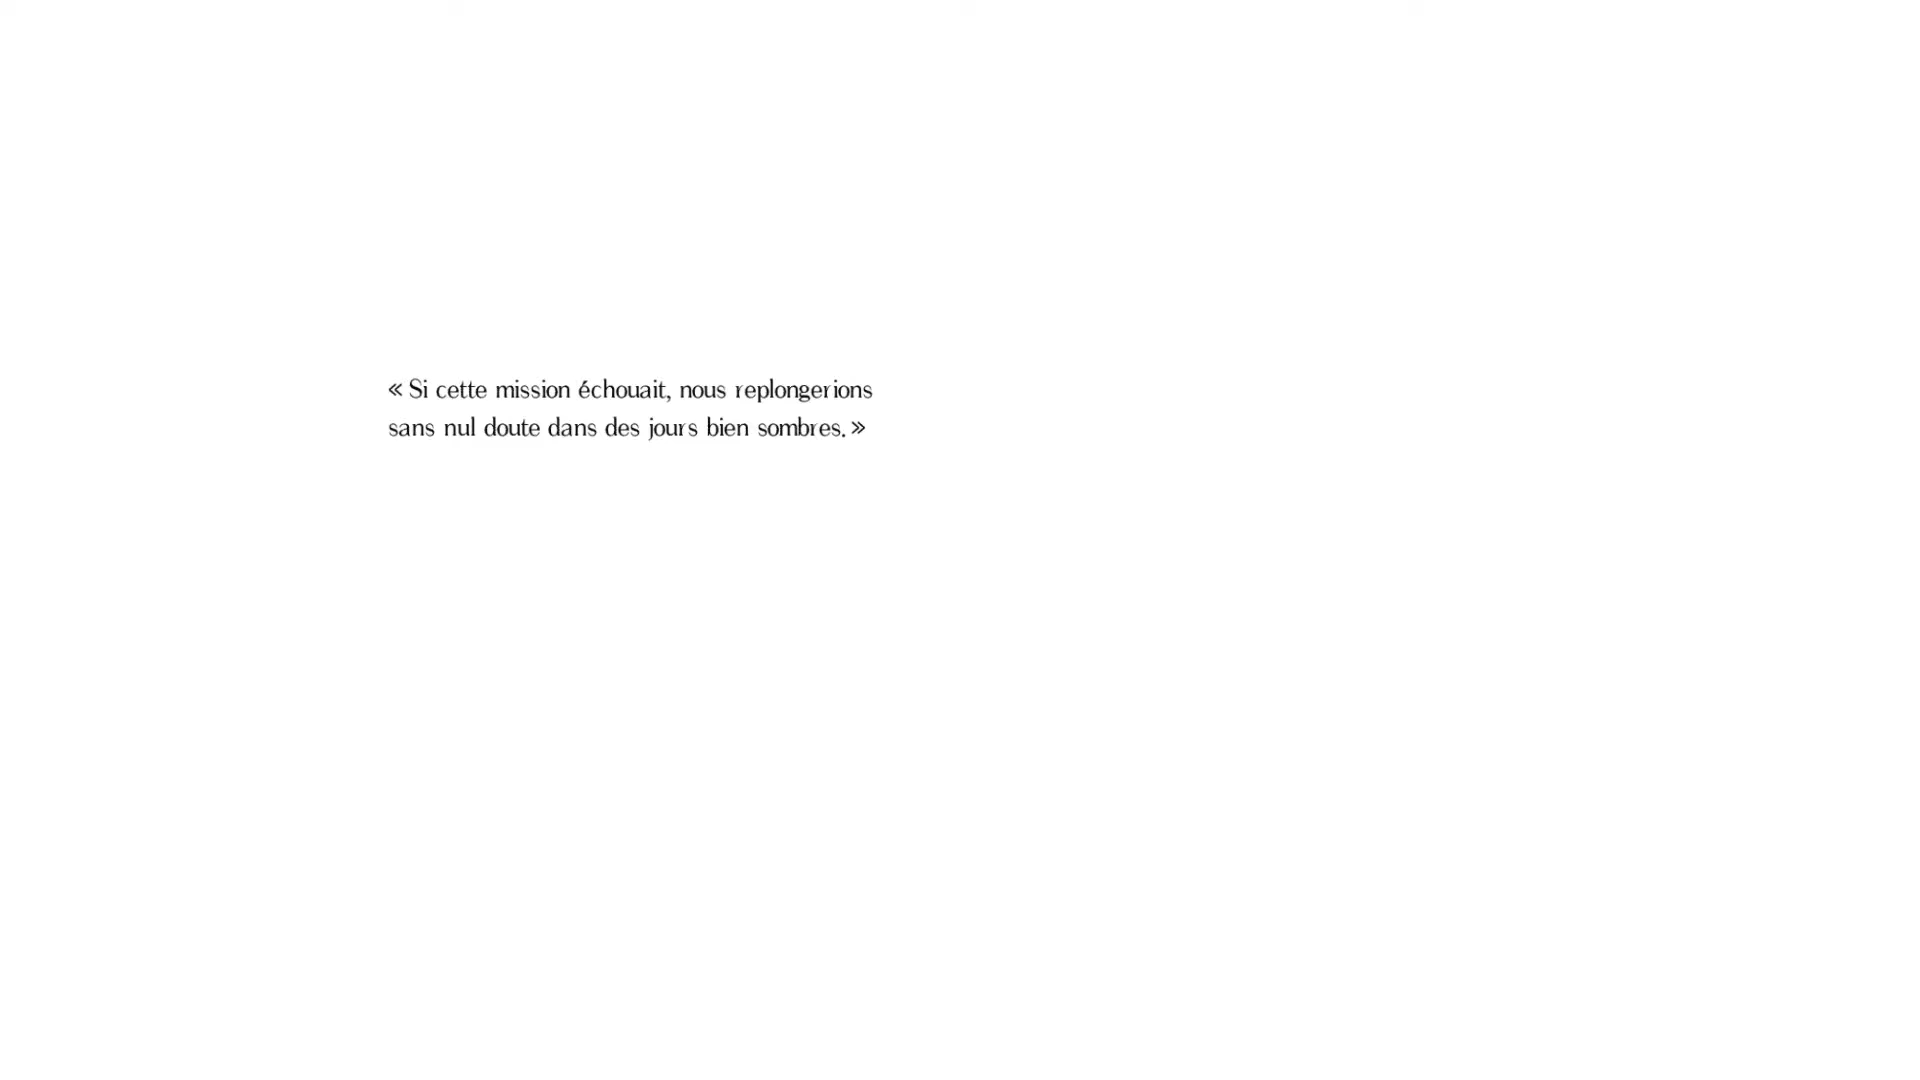 « Si cette mission échouait, nous replongerions
sans nul doute dans des jours bien sombres. »